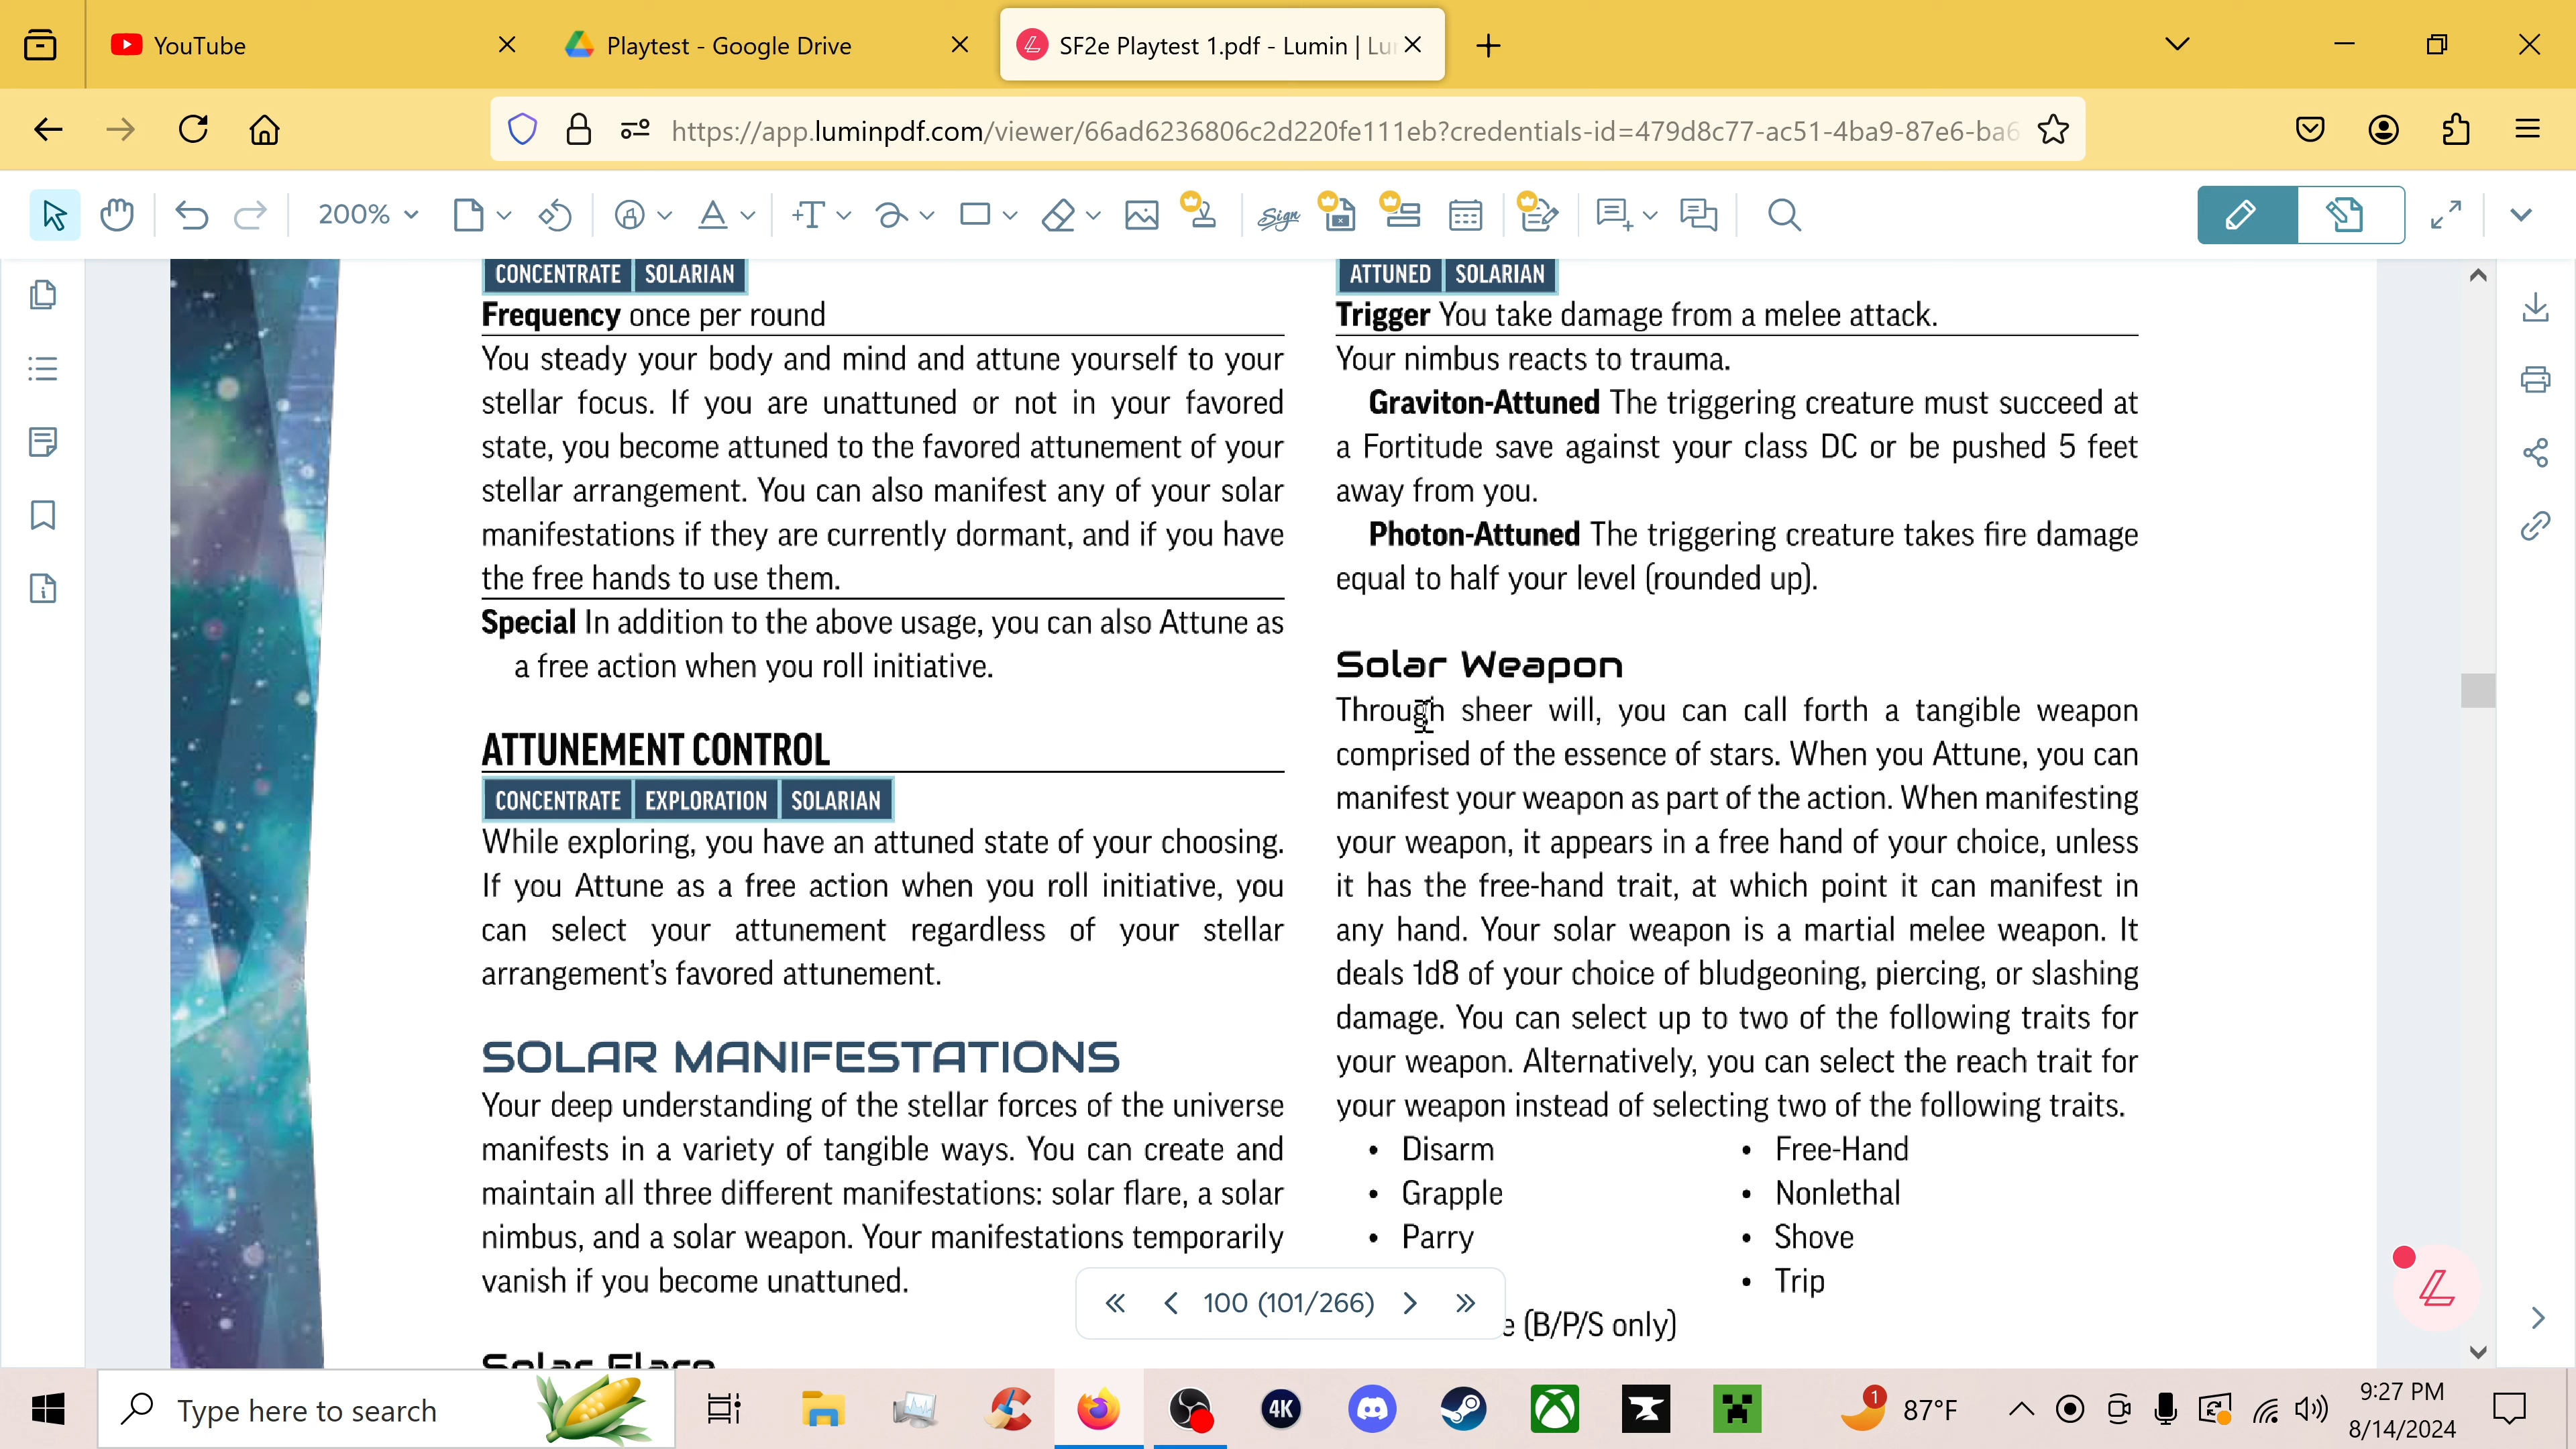 YouTube
Playtest - Google Drive
SF2e Playtest 1.pdf - Lumin | Lu
https://app.luminpdf.com/viewer/66ad6236806c2d220fe111eb?credentials-id=479d8c77-ac51-4ba9-87e6-ba6
200%
Sign
CONCENTRATE SOLARIAN
Frequency once per round
You steady your body and mind and attune yourself to your
stellar focus. If you are unattuned or not in your favored
state, you become attuned to the favored attunement of your
stellar arrangement. You can also manifest any of your solar
manifestations if they are currently dormant, and if you have
the free hands to use them.
Special In addition to the above usage, you can also Attune as
a free action when you roll initiative.
ATTUNEMENT CONTROL
CONCENTRATE EXPLORATION SOLARIAN
While exploring, you have an attuned state of your choosing.
If you Attune as a free action when you roll initiative, you
can select your attunement regardless of your stellar
arrangement's favored attunement.
SOLAR MANIFESTATIONS
Your deep understanding of the stellar forces of the universe
manifests in a variety of tangible ways. You can create and
maintain all three different manifestations: solar flare, a solar
nimbus, and a solar weapon. Your manifestations temporarily
vanish if you become unattuned.
Solar Flare
ATTUNED SOLARIAN
Trigger You take damage from a melee attack.
Your nimbus reacts to trauma.
Graviton-Attuned The triggering creature must succeed at
a Fortitude save against your class DC or be pushed 5 feet
away from you.
Photon-Attuned The triggering creature takes fire damage
equal to half your level (rounded up).
Solar Weapon
Through sheer will, you can call forth a tangible weapon
comprised of the essence of stars. When you Attune, you can
manifest your weapon as part of the action. When manifesting
your weapon, it appears in a free hand of your choice, unless
it has the free-hand trait, at which point it can manifest in
any hand. Your solar weapon is a martial melee weapon. It
deals 1d8 of your choice of bludgeoning, piercing, or slashing
damage. You can select up to two of the following traits for
your weapon. Alternatively, you can select the reach trait for
your weapon instead of selecting two of the following traits.
• Disarm
• Grapple
• Parry
• Free-Hand
• Nonlethal
• Shove
• Trip
(B/P/S only)
100 (101/266)
Type here to search
4K
1
87°F
9:27 PM
8/14/2024